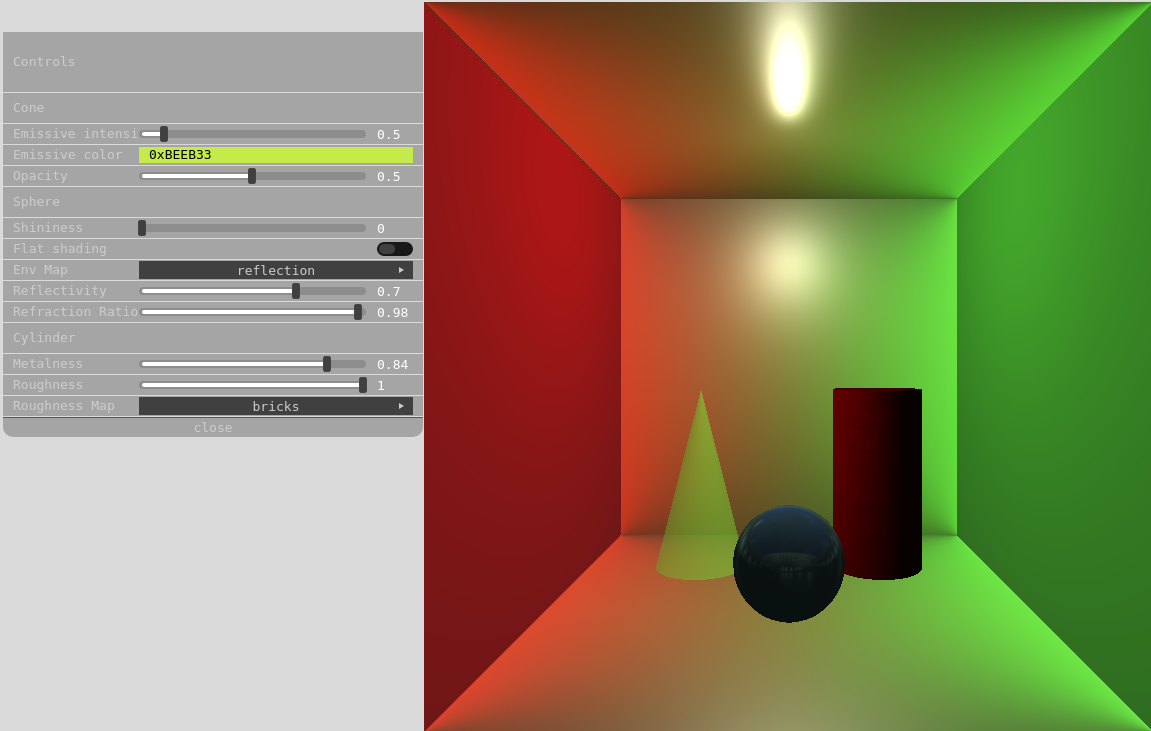 Controls
Cone
Emissive intensi 0.5
Emissive color 0xBEEB33
Opacity 0.5
Sphere
Shininess 0
Flat shading
Env Map reflection
Reflectivity 0.7
Refraction Ratio 0.98
Cylinder
Metalness 0.84
Roughness 1
Roughness Map bricks
close